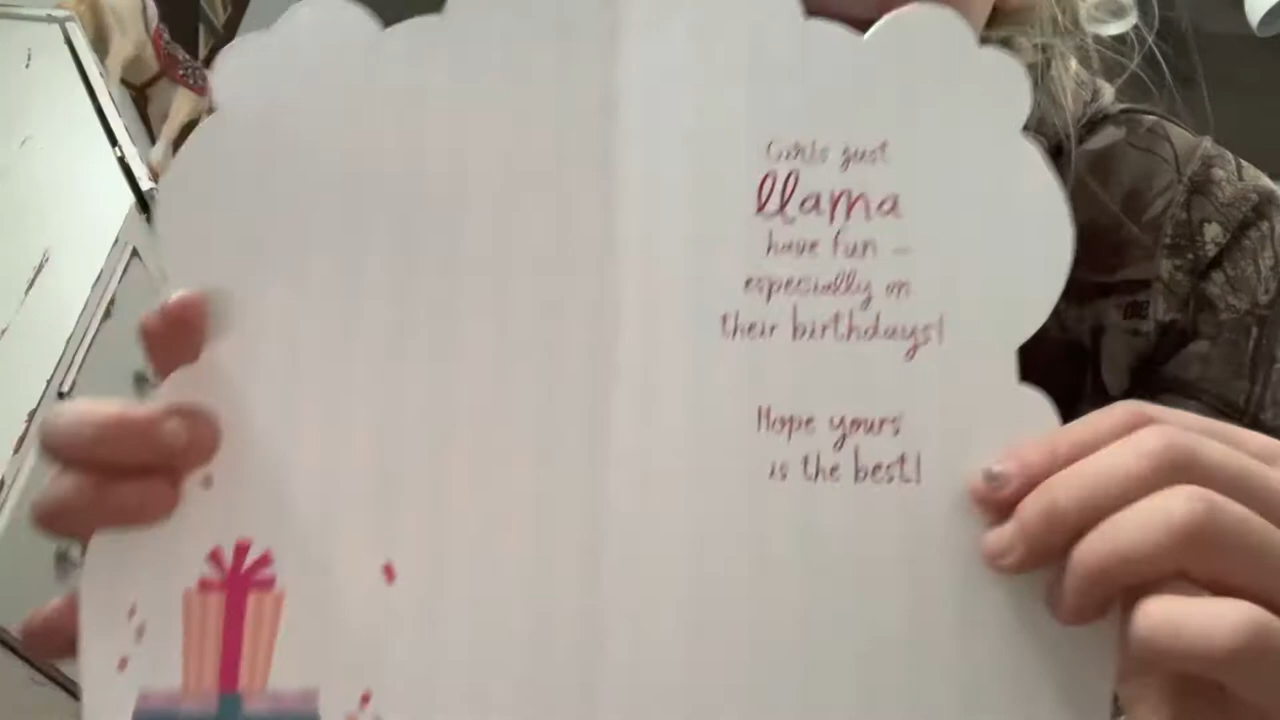 Girls just
llama
have fun –
especially on
their birthdays!
Hope yours
is the best!